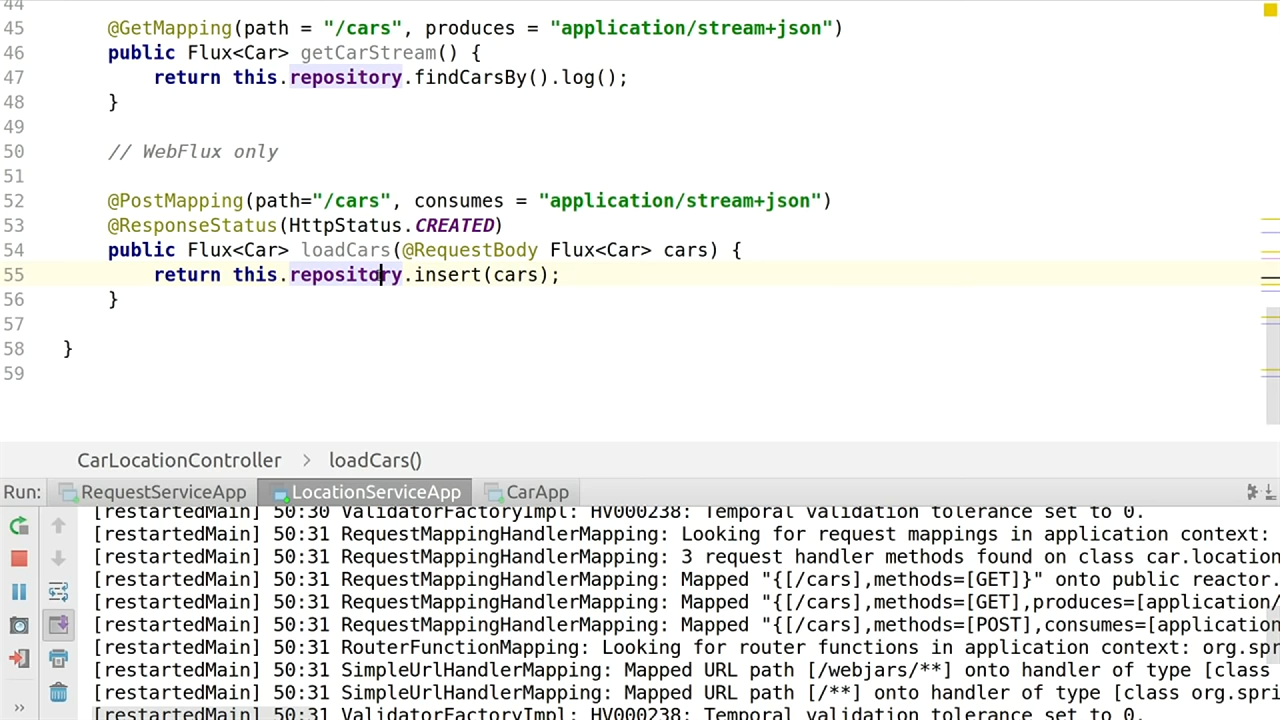 44
45 @GetMapping(path = "/cars", produces = "application/stream+json")
46 public Flux<Car> getCarStream() {
47 return this.repository.findCarsBy().log();
48 }
49
50 // WebFlux only
51
52 @PostMapping(path="/cars", consumes = "application/stream+json")
53 @ResponseStatus(HttpStatus.CREATED)
54 public Flux<Car> loadCars(@RequestBody Flux<Car> cars) {
55 return this.repository.insert(cars);
56 }
57
58 }
59
CarLocationController > loadCars()
Run: RequestServiceApp LocationServiceApp CarApp
[restartedMain] 50:30 ValidatorFactoryImpl: HV000238: Temporal validation tolerance set to 0.
[restartedMain] 50:31 RequestMappingHandlerMapping: Looking for request mappings in application context:
[restartedMain] 50:31 RequestMappingHandlerMapping: 3 request handler methods found on class car.location
[restartedMain] 50:31 RequestMappingHandlerMapping: Mapped "{[/cars],methods=[GET]}" onto public reactor.
[restartedMain] 50:31 RequestMappingHandlerMapping: Mapped "{[/cars],methods=[GET],produces=[application/
[restartedMain] 50:31 RequestMappingHandlerMapping: Mapped "{[/cars],methods=[POST],consumes=[application
[restartedMain] 50:31 RouterFunctionMapping: Looking for router functions in application context: org.spr
[restartedMain] 50:31 SimpleUrlHandlerMapping: Mapped URL path [/webjars/**] onto handler of type [class
[restartedMain] 50:31 SimpleUrlHandlerMapping: Mapped URL path [/**] onto handler of type [class org.spri
[restartedMain] 50:31 ValidatorFactoryImpl: HV000238: Temporal validation tolerance set to 0.